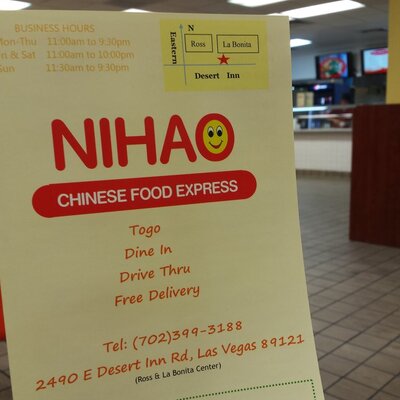 BUSINESS HOURS
Mon-Thu 11:00am to 9:30pm
Fri & Sat 11:00am to 10:00pm
Sun 11:30am to 9:30pm
N
Eastern
Ross
La Bonita
Desert Inn
NIHAO
CHINESE FOOD EXPRESS
Togo
Dine In
Drive Thru
Free Delivery
Tel: (702)399-3188
2490 E Desert Inn Rd, Las Vegas 89121
(Ross & La Bonita Center)